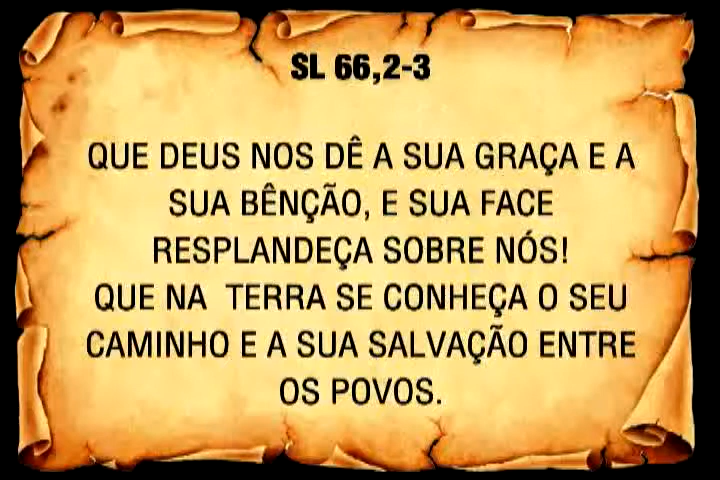 SL 66,2-3
QUE DEUS NOS DÊ A SUA GRAÇA E A
SUA BÊNÇÃO, E SUA FACE
RESPLANDEÇA SOBRE NÓS!
QUE NA  TERRA SE CONHEÇA O SEU
CAMINHO E A SUA SALVAÇÃO ENTRE
OS POVOS.